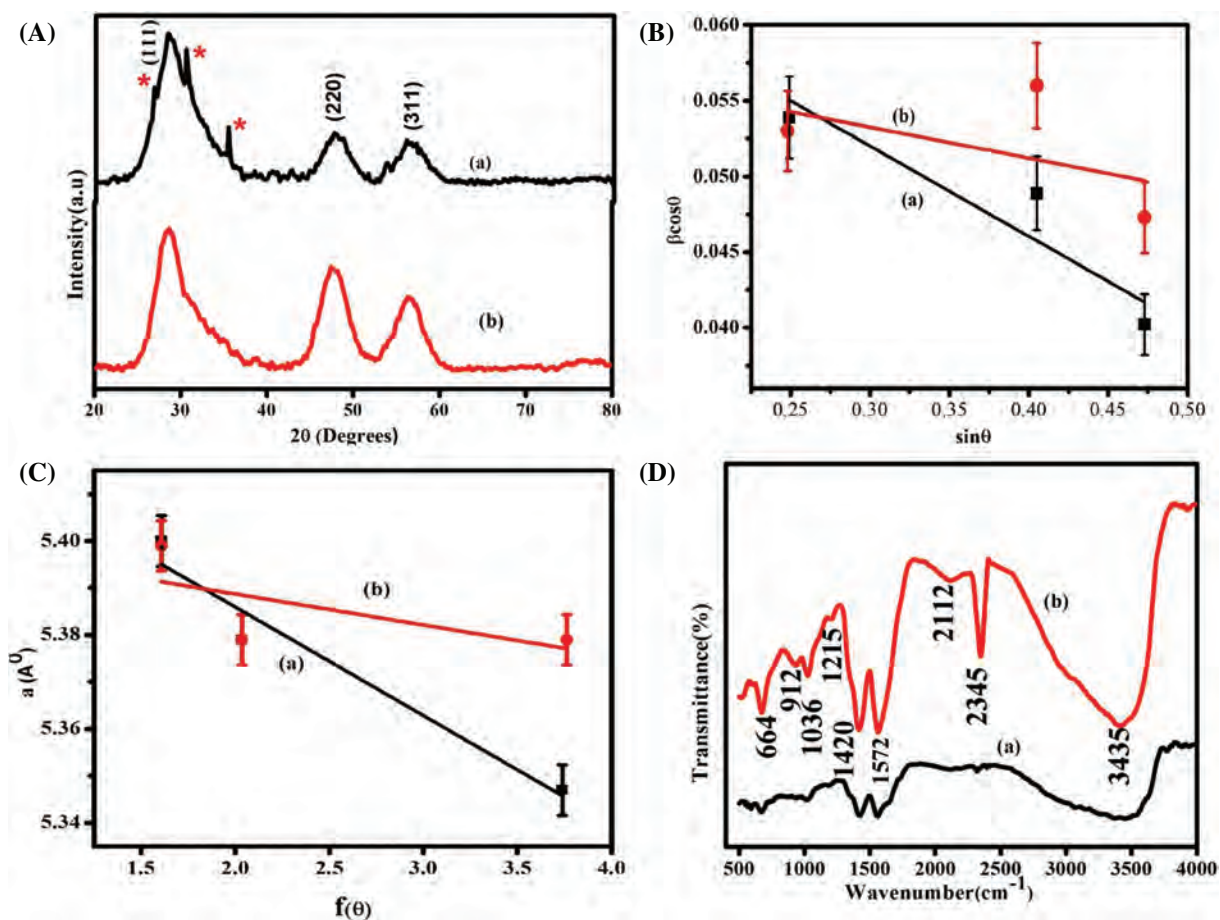 (A)
Intensity(a.u)
* (111) *
*
(220)
(311)
(a)
(b)
20 30 40 50 60 70 80
20 (Degrees)
(B)
βcosθ
0.060
0.055
0.050
0.045
0.040
(b)
(a)
0.25 0.30 0.35 0.40 0.45 0.50
sinθ
(C)
a (A⁰)
5.40
5.38
5.36
5.34
(b)
(a)
1.5 2.0 2.5 3.0 3.5 4.0
f(θ)
(D)
Transmittance(%)
(b)
(a)
664
912
1036
1215
1420
1572
2112
2345
3435
500 1000 1500 2000 2500 3000 3500 4000
Wavenumber(cm⁻¹)